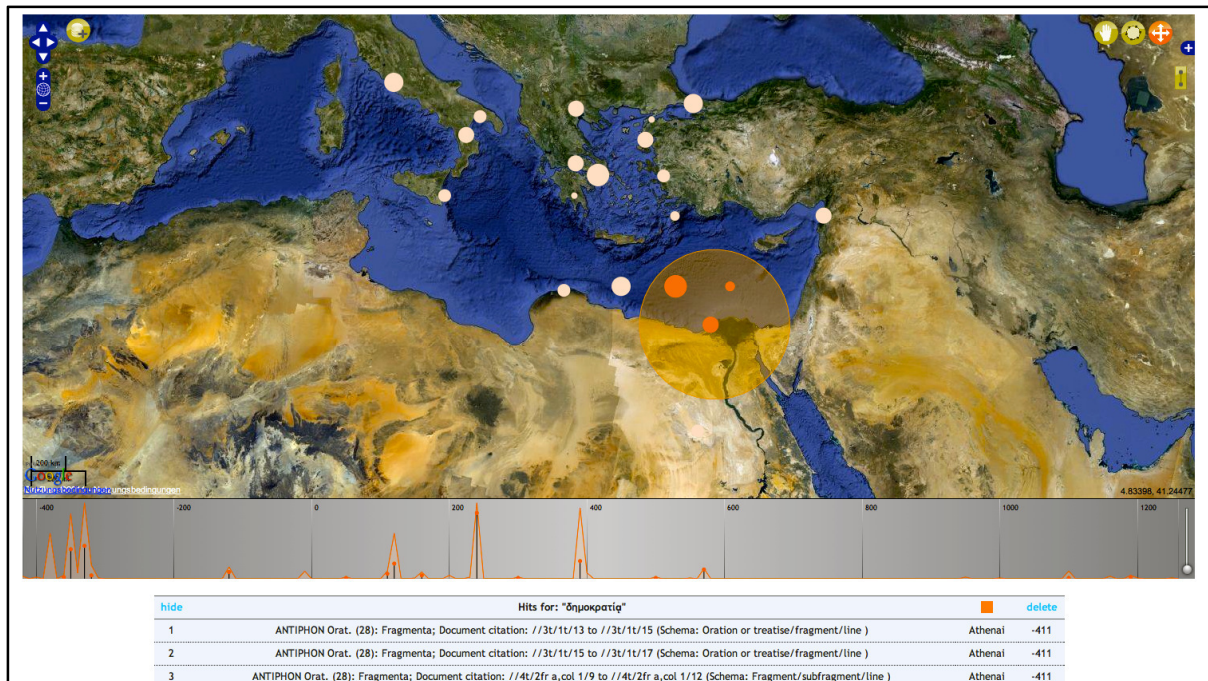 200 km
Google
Nutzungsbedingungen
4.83398, 41.24477
-400 -200 0 200 400 600 800 1000 1200
hide Hits for: "δημοκρατίᾳ" delete
1 ANTIPHON Orat. (28): Fragmenta; Document citation: //3t/1t/13 to //3t/1t/15 (Schema: Oration or treatise/fragment/line ) Athenai -411
2 ANTIPHON Orat. (28): Fragmenta; Document citation: //3t/1t/15 to //3t/1t/17 (Schema: Oration or treatise/fragment/line ) Athenai -411
3 ANTIPHON Orat. (28): Fragmenta; Document citation: //4t/2fr a,col 1/9 to //4t/2fr a,col 1/12 (Schema: Fragment/subfragment/line ) Athenai -411